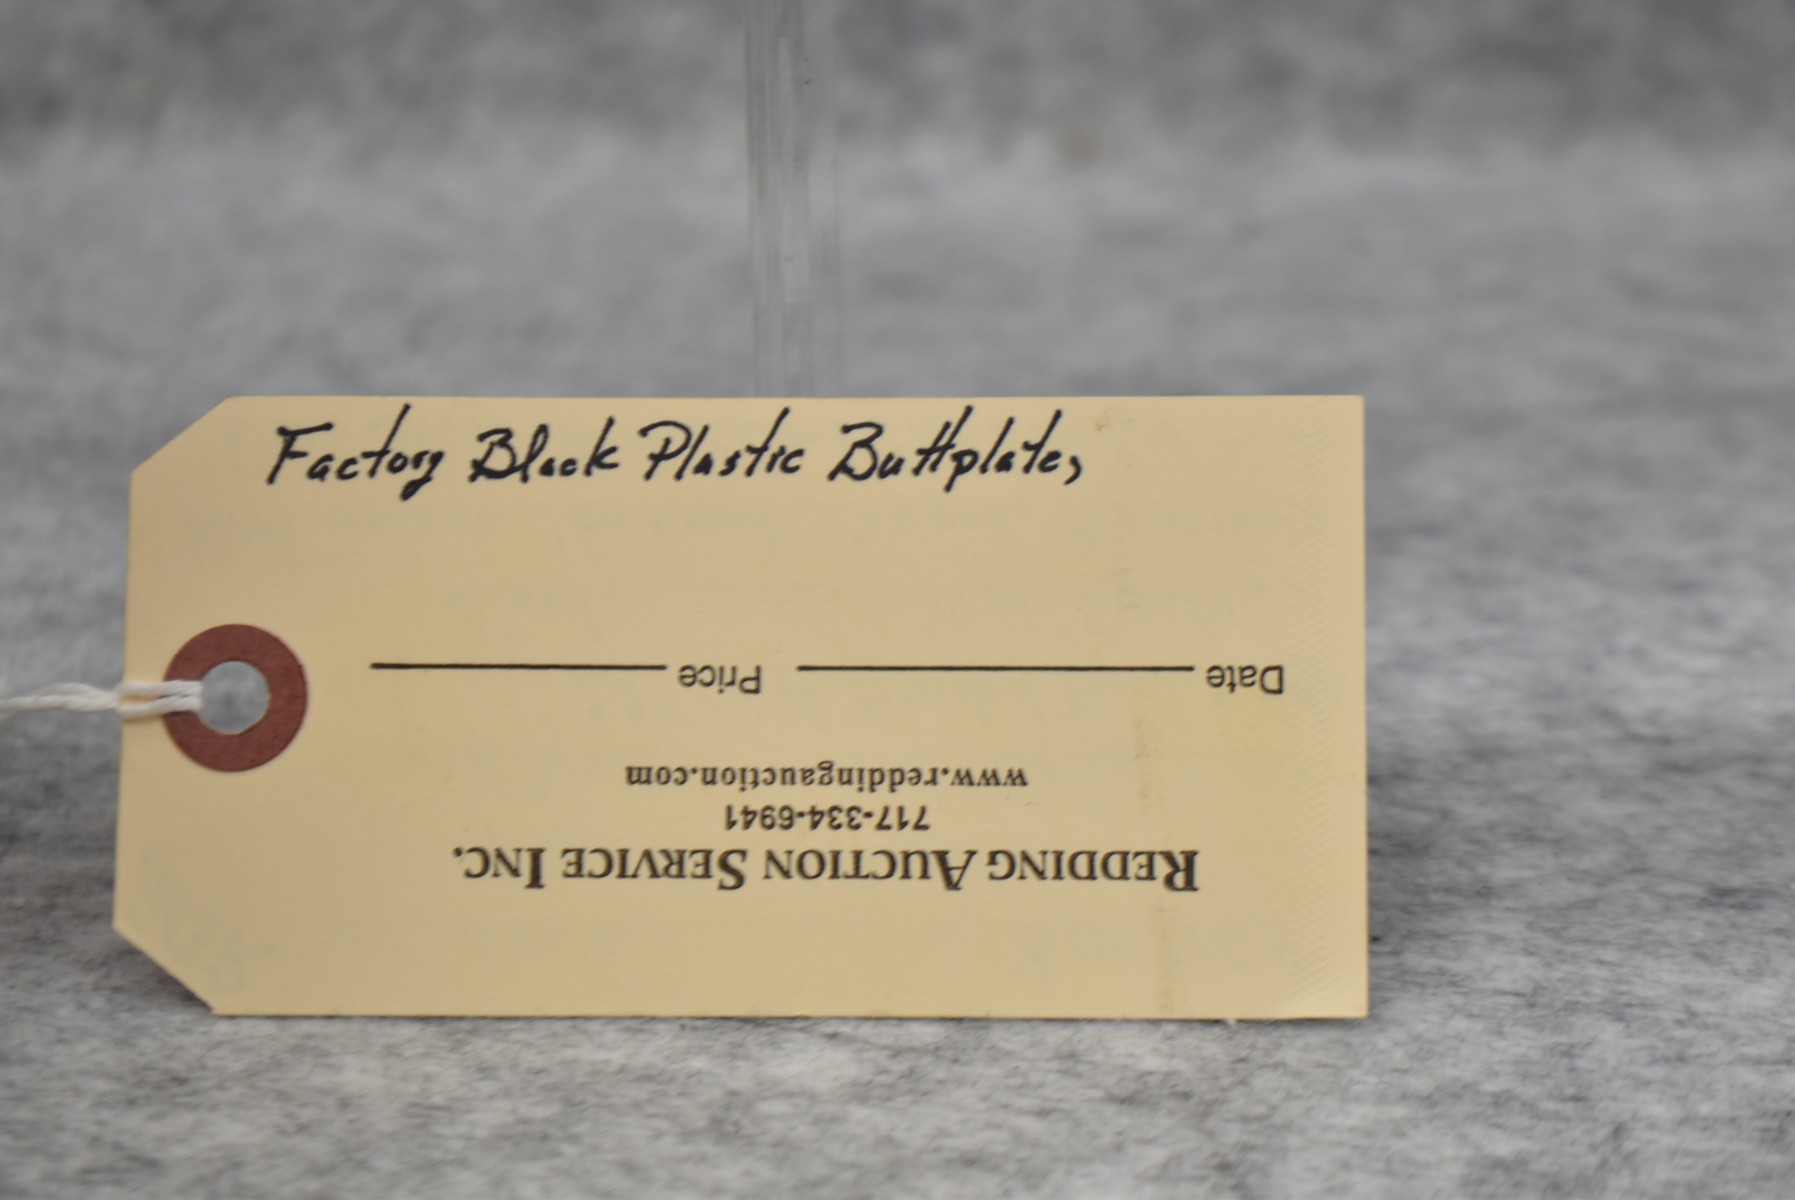 Factory Black Plastic Buttplate,
REDDING AUCTION SERVICE INC.
717-334-6941
www.reddingauction.com
Date Price